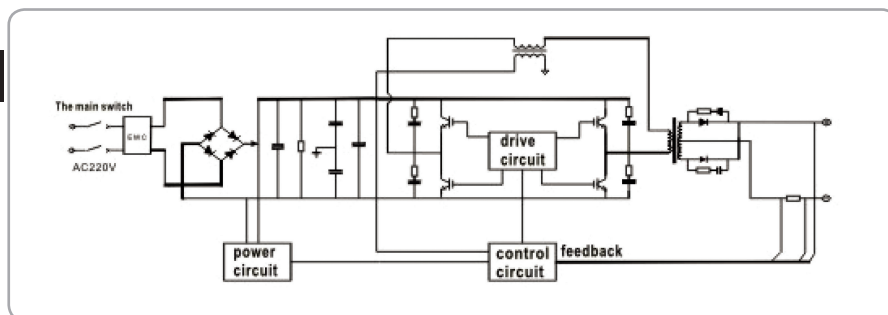 The main switch
EMC
AC220V
drive
circuit
power
circuit
control
circuit
feedback